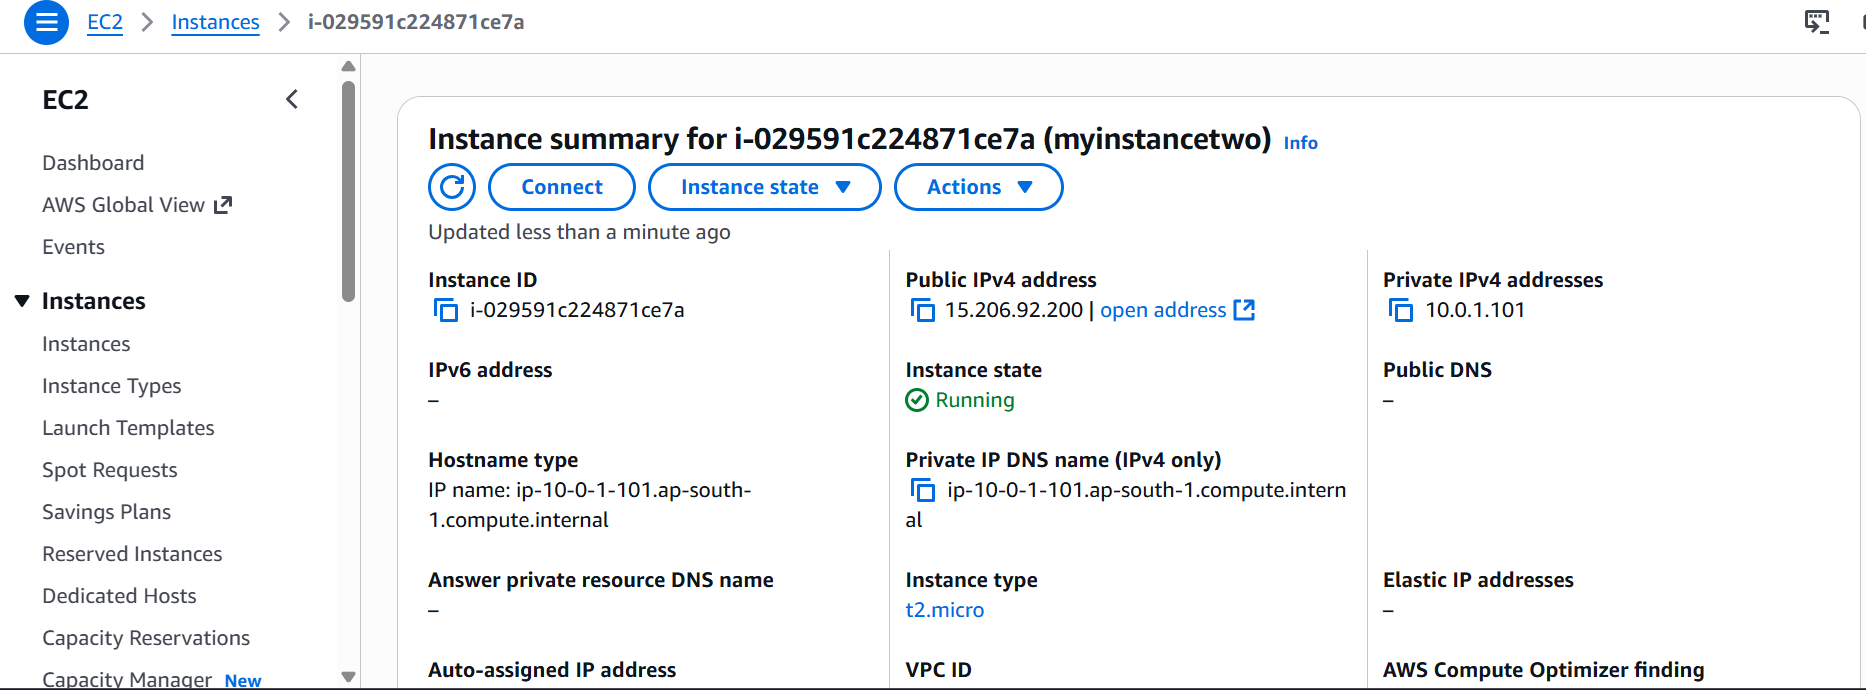 EC2 > Instances > i-029591c224871ce7a
EC2
Dashboard
AWS Global View
Events
Instances
Instances
Instance Types
Launch Templates
Spot Requests
Savings Plans
Reserved Instances
Dedicated Hosts
Capacity Reservations
Capacity Manager New
Instance summary for i-029591c224871ce7a (myinstancetwo) Info
Connect
Instance state
Actions
Updated less than a minute ago
Instance ID
i-029591c224871ce7a
Public IPv4 address
15.206.92.200 | open address
Private IPv4 addresses
10.0.1.101
IPv6 address
–
Instance state
Running
Public DNS
–
Hostname type
IP name: ip-10-0-1-101.ap-south-
1.compute.internal
Private IP DNS name (IPv4 only)
ip-10-0-1-101.ap-south-1.compute.intern
al
Answer private resource DNS name
–
Instance type
t2.micro
Elastic IP addresses
–
Auto-assigned IP address
VPC ID
AWS Compute Optimizer finding